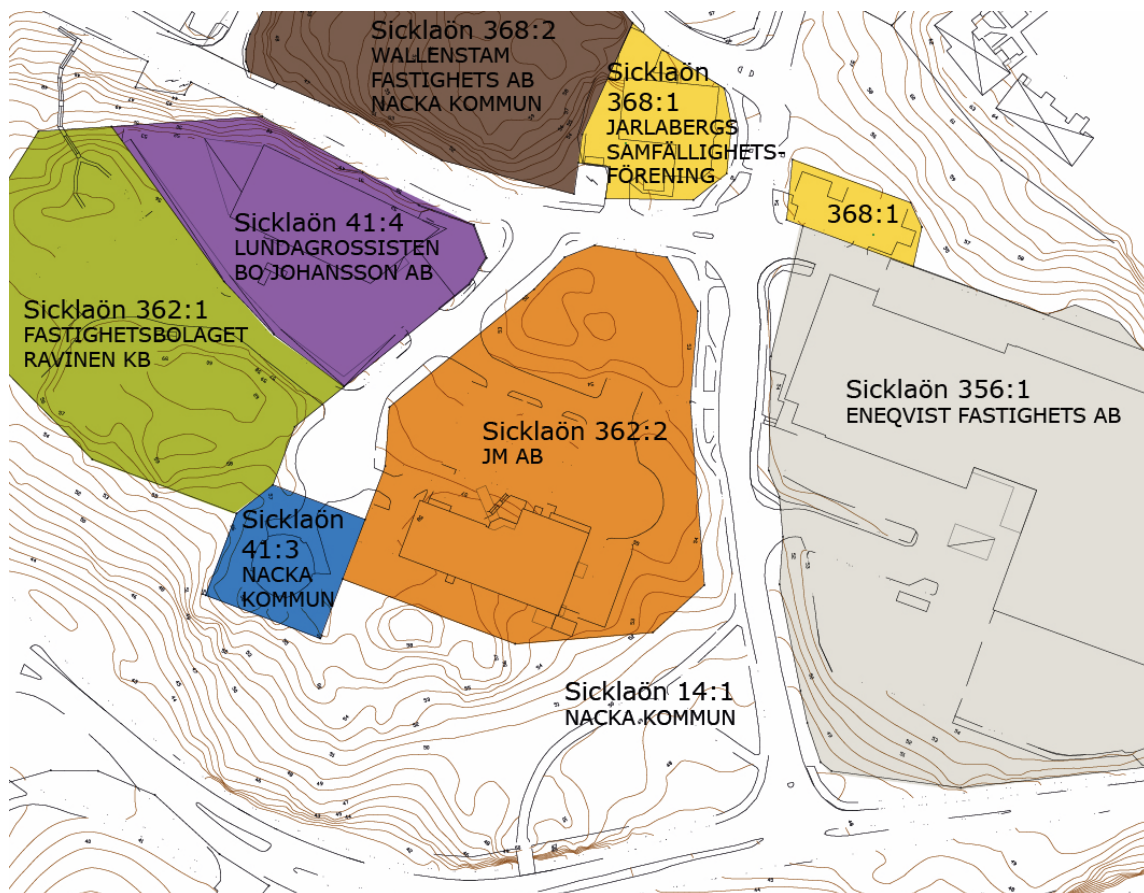 Sicklaön 368:2
WALLENSTAM
FASTIGHETS AB
NACKA KOMMUN
Sicklaön
368:1
JARLABERGS
SAMFÄLLIGHETS-
FÖRENING
368:1
Sicklaön 41:4
LUNDAGROSSISTEN
BO JOHANSSON AB
Sicklaön 362:1
FASTIGHETSBOLAGET
RAVINEN KB
Sicklaön 356:1
ENEQVIST FASTIGHETS AB
Sicklaön 362:2
JM AB
Sicklaön
41:3
NACKA
KOMMUN
Sicklaön 14:1
NACKA KOMMUN